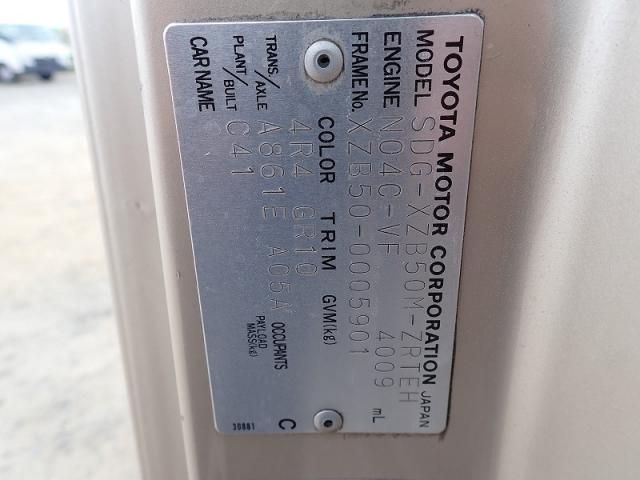 TOYOTA MOTOR CORPORATION JAPAN
MODEL SDG-XZB50M-ZRTEH
ENGINE N04C-VF 4009 mL
FRAME No. XZB50-0005901
COLOR TRIM GVM(kg)
4R4 GR10
TRANS./AXLE A861E A05A OCCUPANTS
PLANT/BUILT C41 PAYLOAD MASS(kg)
CAR NAME
30881 C